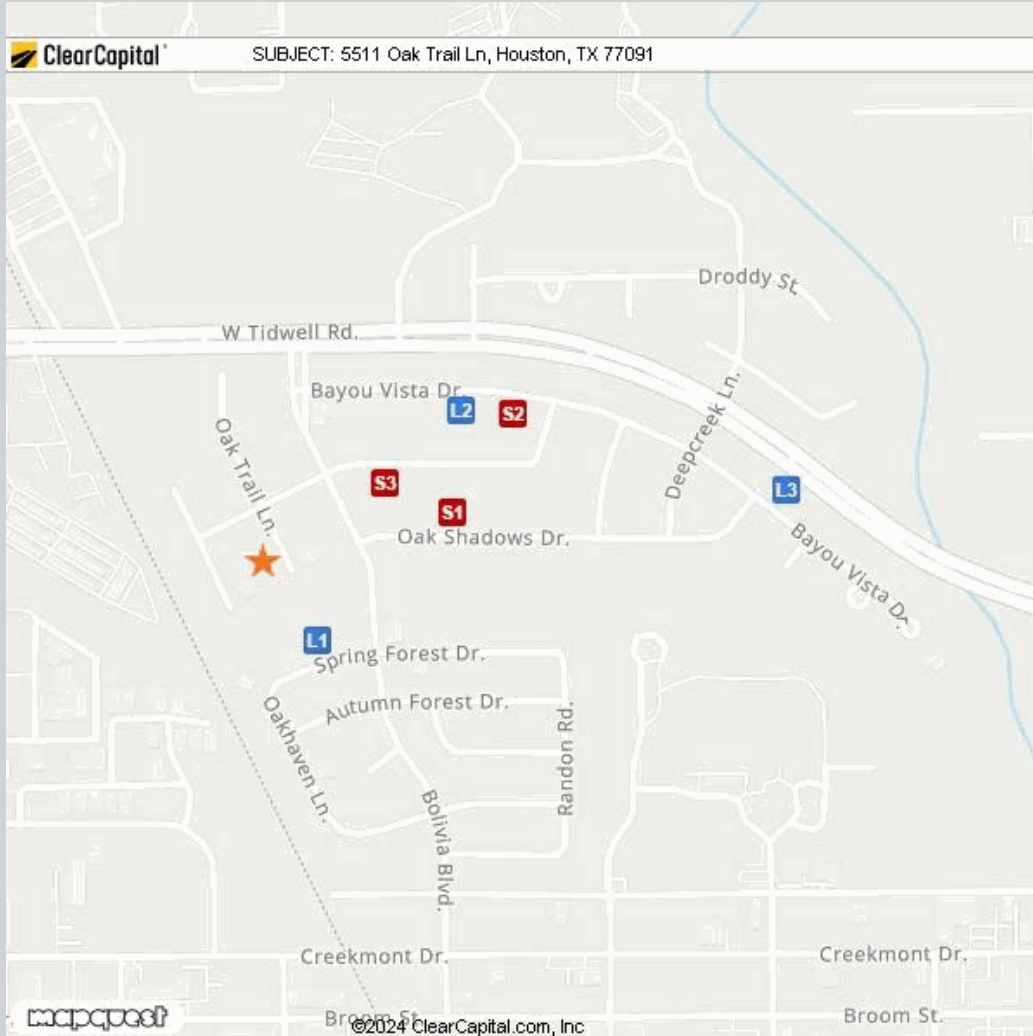 ClearCapital
SUBJECT: 5511 Oak Trail Ln, Houston, TX 77091
Droddy St.
W Tidwell Rd.
Bayou Vista Dr.
L2
S2
Deepcreek Ln.
Oak Trail Ln.
S3
L3
S1
Oak Shadows Dr.
Bayou Vista Dr.
L1
Spring Forest Dr.
Autumn Forest Dr.
Oakhaven Ln.
Randon Rd.
Bolivia Blvd.
Creekmont Dr.
Creekmont Dr.
mapquest
Broom St.
Broom St.
©2024 ClearCapital.com, Inc